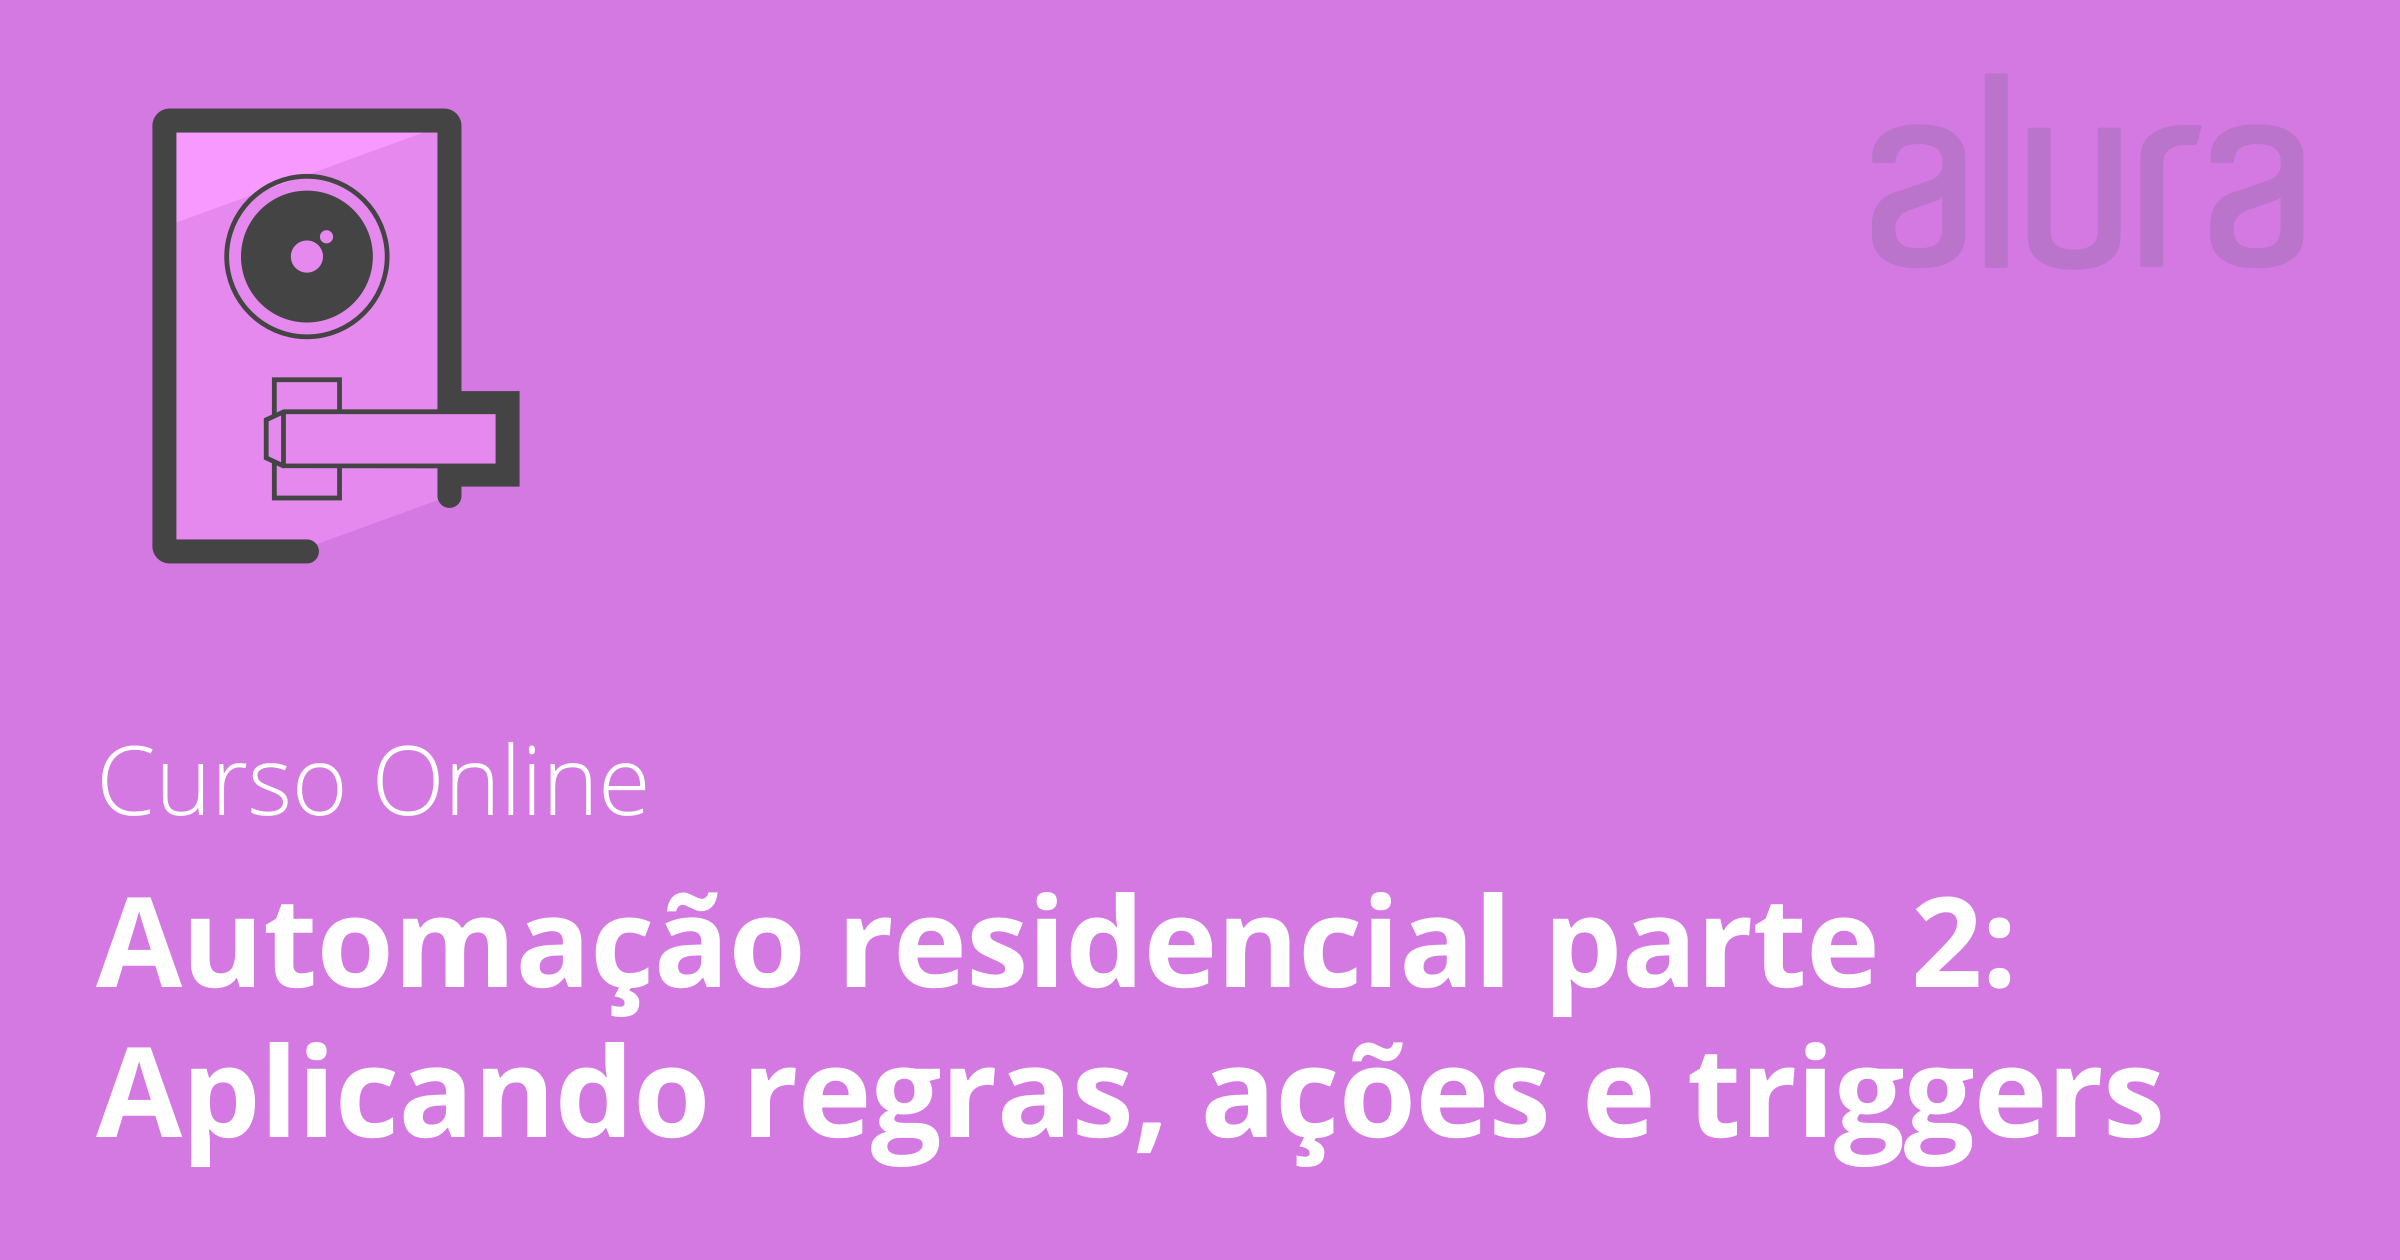 alura
Curso Online
Automação residencial parte 2:
Aplicando regras, ações e triggers